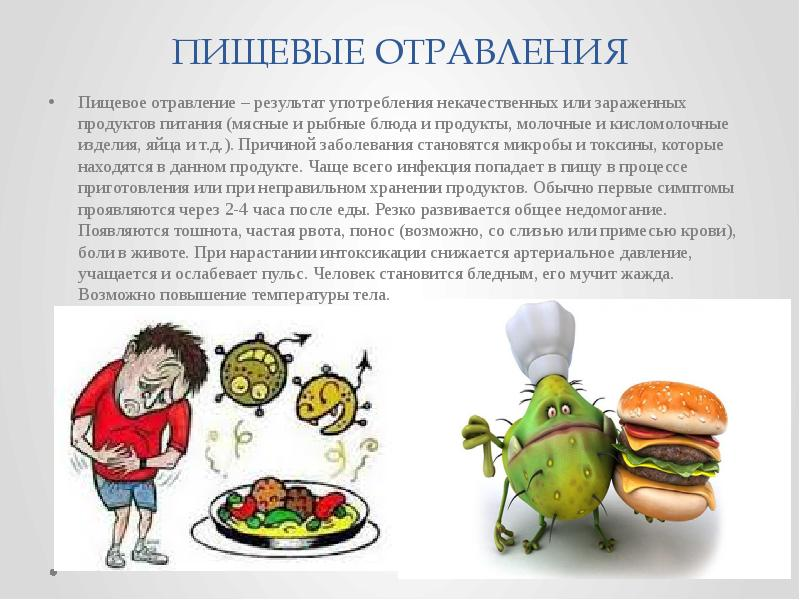 ПИЩЕВЫЕ ОТРАВЛЕНИЯ
• Пищевое отравление – результат употребления некачественных или зараженных
продуктов питания (мясные и рыбные блюда и продукты, молочные и кисломолочные
изделия, яйца и т.д.). Причиной заболевания становятся микробы и токсины, которые
находятся в данном продукте. Чаще всего инфекция попадает в пищу в процессе
приготовления или при неправильном хранении продуктов. Обычно первые симптомы
проявляются через 2-4 часа после еды. Резко развивается общее недомогание.
Появляются тошнота, частая рвота, понос (возможно, со слизью или примесью крови),
боли в животе. При нарастании интоксикации снижается артериальное давление,
учащается и ослабевает пульс. Человек становится бледным, его мучит жажда.
Возможно повышение температуры тела.